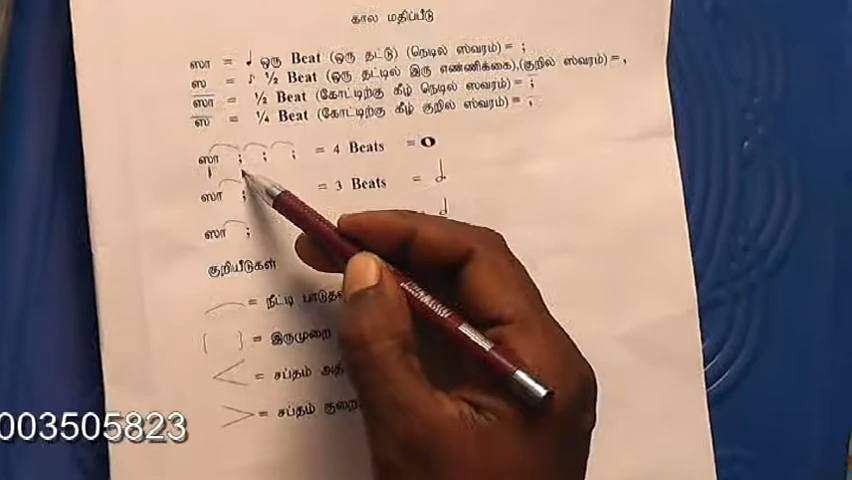 கால மதிப்பீடு
ஸா = ♩ ஒரு Beat (ஒரு தட்டு) (நெடில் ஸ்வரம்) = ;
ஸ = ♪ ½ Beat (ஒரு தட்டில் இரு எண்ணிக்கை),(குறில் ஸ்வரம்) = ,
ஸா = ½ Beat (கோட்டிற்கு கீழ் நெடில் ஸ்வரம்) = ;
ஸ = ¼ Beat (கோட்டிற்கு கீழ் குறில் ஸ்வரம்) = ,
ஸா ; ; ; = 4 Beats = 0
ஸா ; = 3 Beats =
ஸா ;
குறியீடுகள்
= நீட்டி
{ } = இருமுறை
< = சப்தம்
> = சப்தம்
003505823)